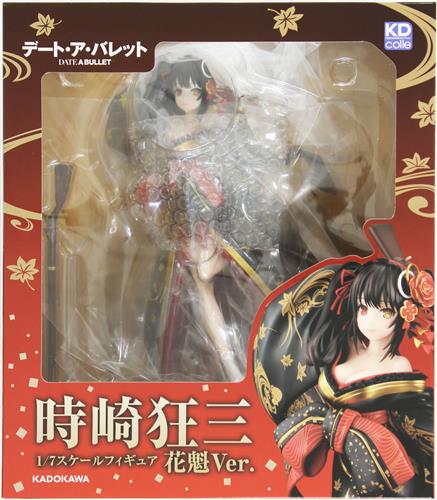 デート・ア・バレット
DATE A BULLET
KD
colle
時崎狂三
1/7スケールフィギュア 花魁Ver.
KADOKAWA